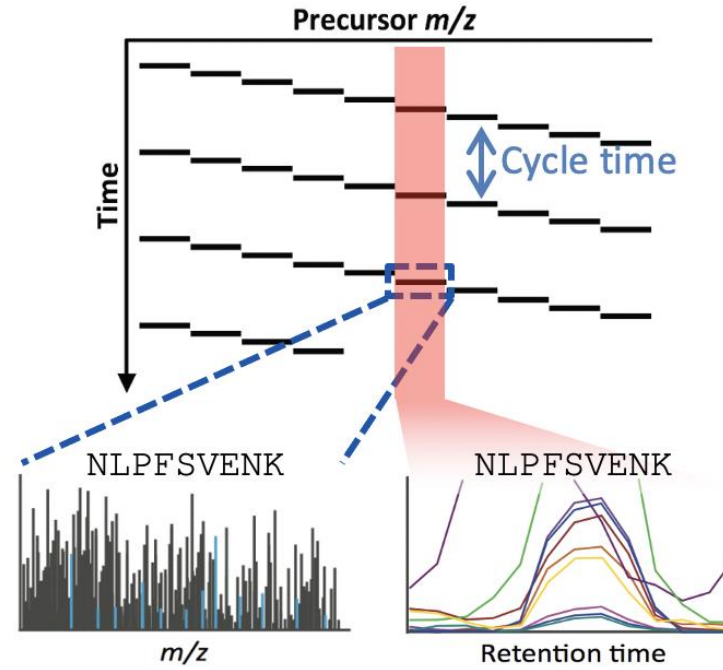 Precursor m/z
Time
Cycle time
NLPFSVENK
NLPFSVENK
m/z
Retention time